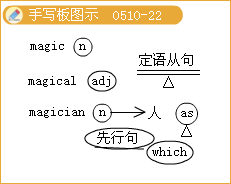 手写板图示 0510-22
magic n
定语从句
magical adj
magician n 人 as
先行句 which